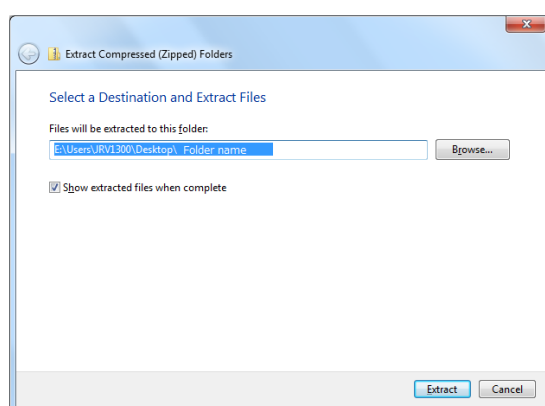 Extract Compressed (Zipped) Folders
Select a Destination and Extract Files
Files will be extracted to this folder:
E:\Users\JRV1300\Desktop\ Folder name
Browse...
Show extracted files when complete
Extract
Cancel